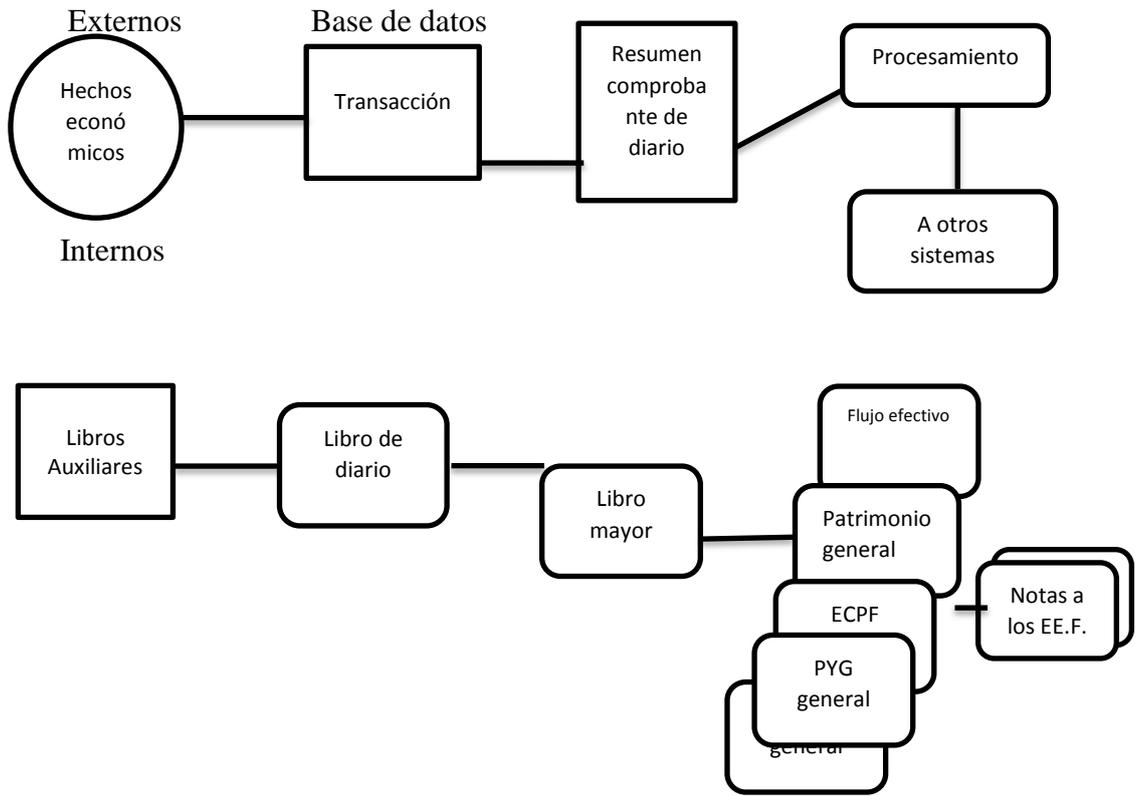 Externos
Hechos
econó
micos
Internos
Base de datos
Transacción
Resumen
comproba
nte de
diario
Procesamiento
A otros
sistemas
Libros
Auxiliares
Libro de
diario
Libro
mayor
Flujo efectivo
Patrimonio
general
ECPF
PYG
general
general
Notas a
los EE.F.